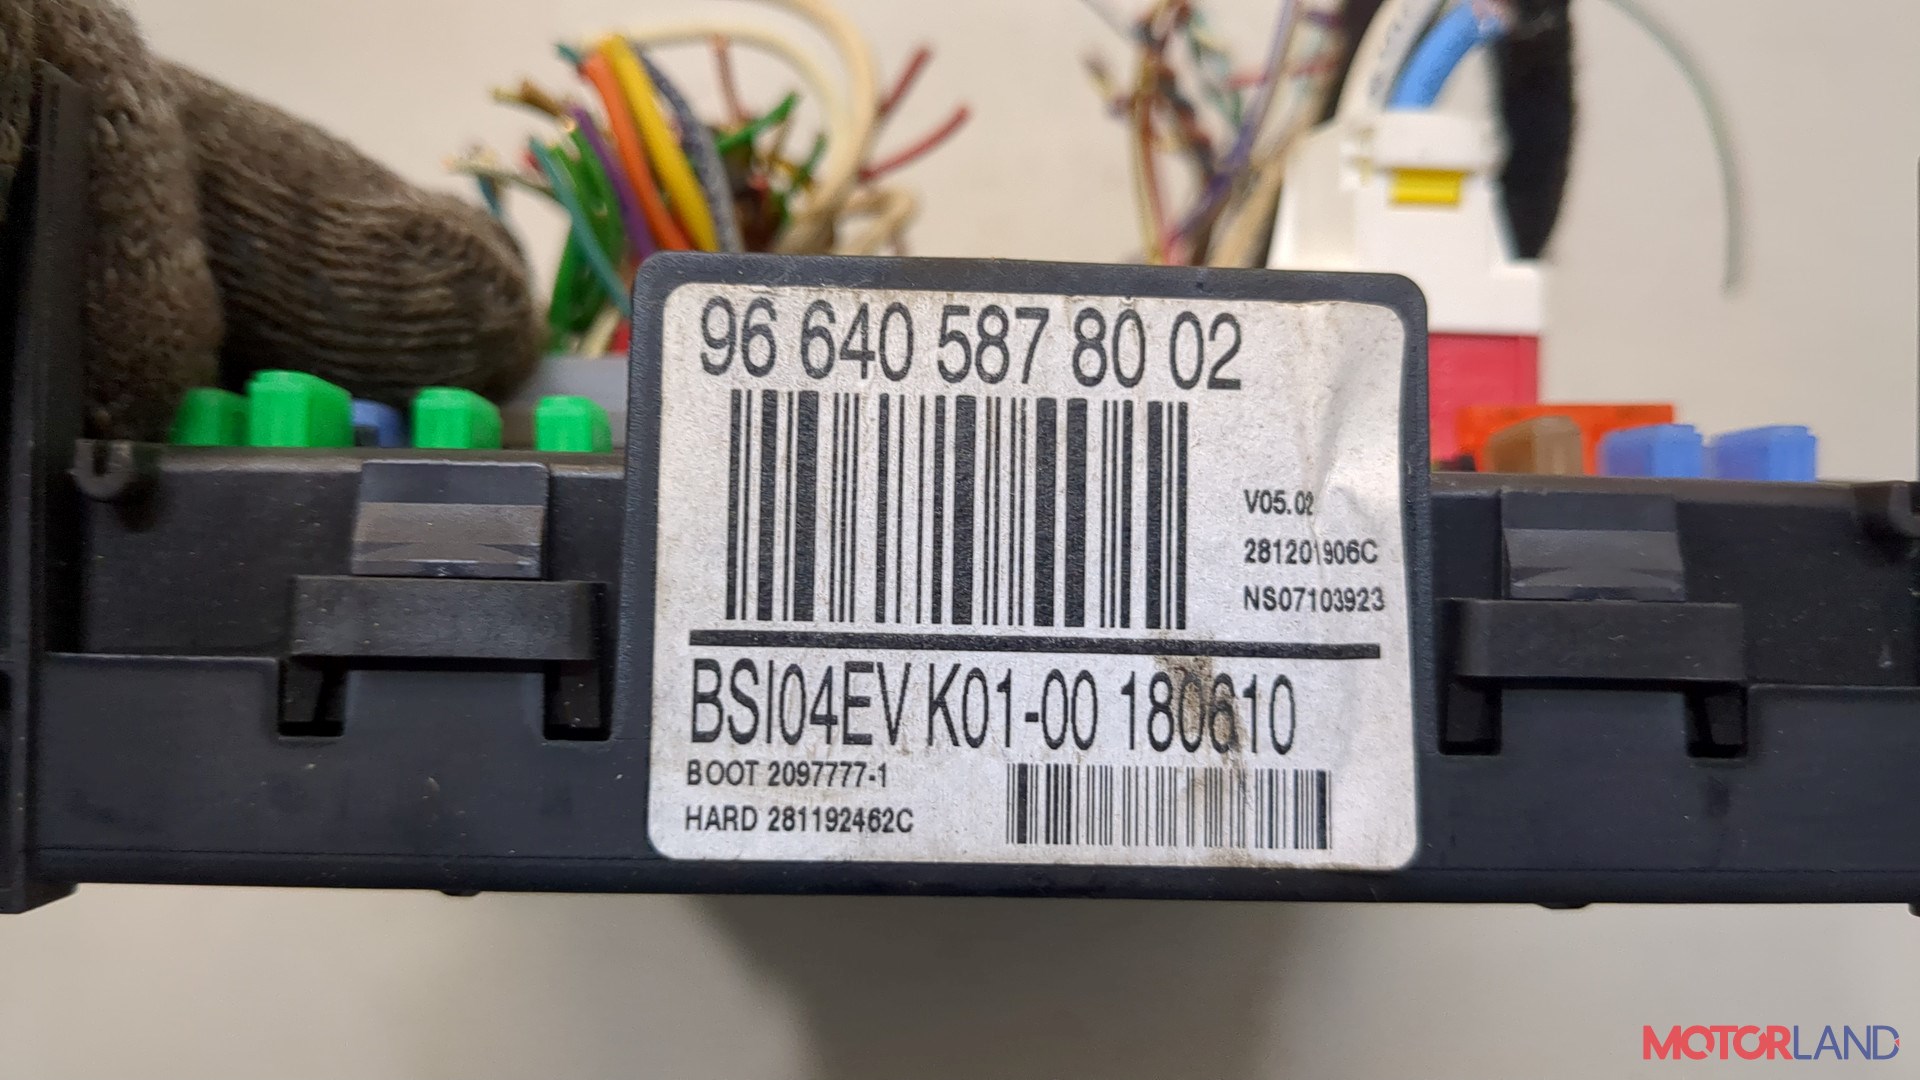 96 640 587 80 02
V05.02
281201906C
NS07103923
BSI04EV K01-00 180610
BOOT 2097777-1
HARD 281192462C
MOTORLAND